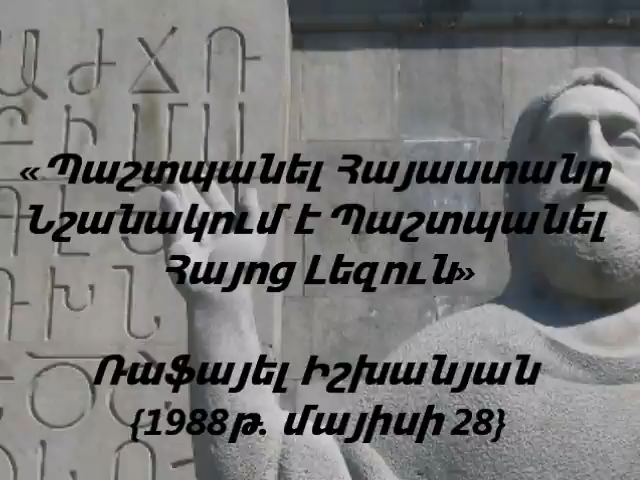 «Պաշտպանել Հայաստանը
Նշանակում է Պաշտպանել
Հայոց Լեզուն»
Ռաֆայել Իշխանյան
{1988թ. մայիսի 28}